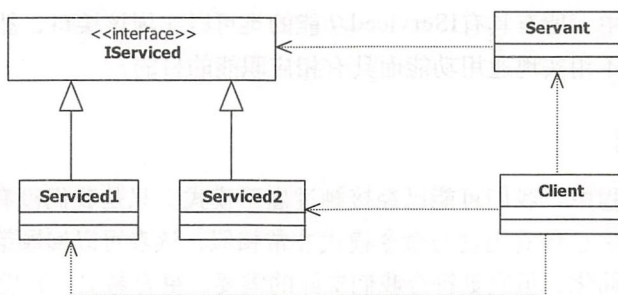 <<interface>>
IServiced
Servant
Serviced1
Serviced2
Client